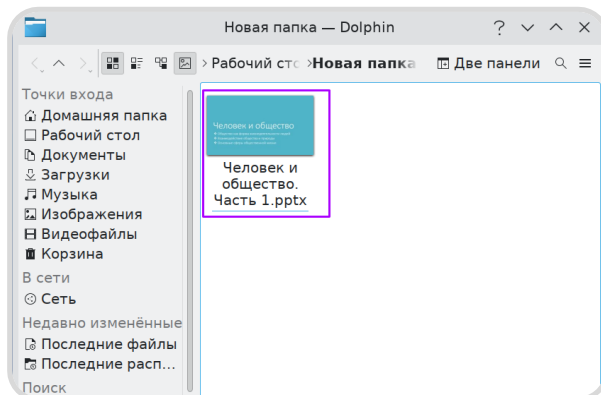 Новая папка — Dolphin
Рабочий сто
Новая папка
Две панели
Точки входа
Домашняя папка
Рабочий стол
Документы
Загрузки
Музыка
Изображения
Видеофайлы
Корзина
В сети
Сеть
Недавно изменённые
Последние файлы
Последние расп...
Поиск
Человек и общество
Человек и
общество.
Часть 1.pptx